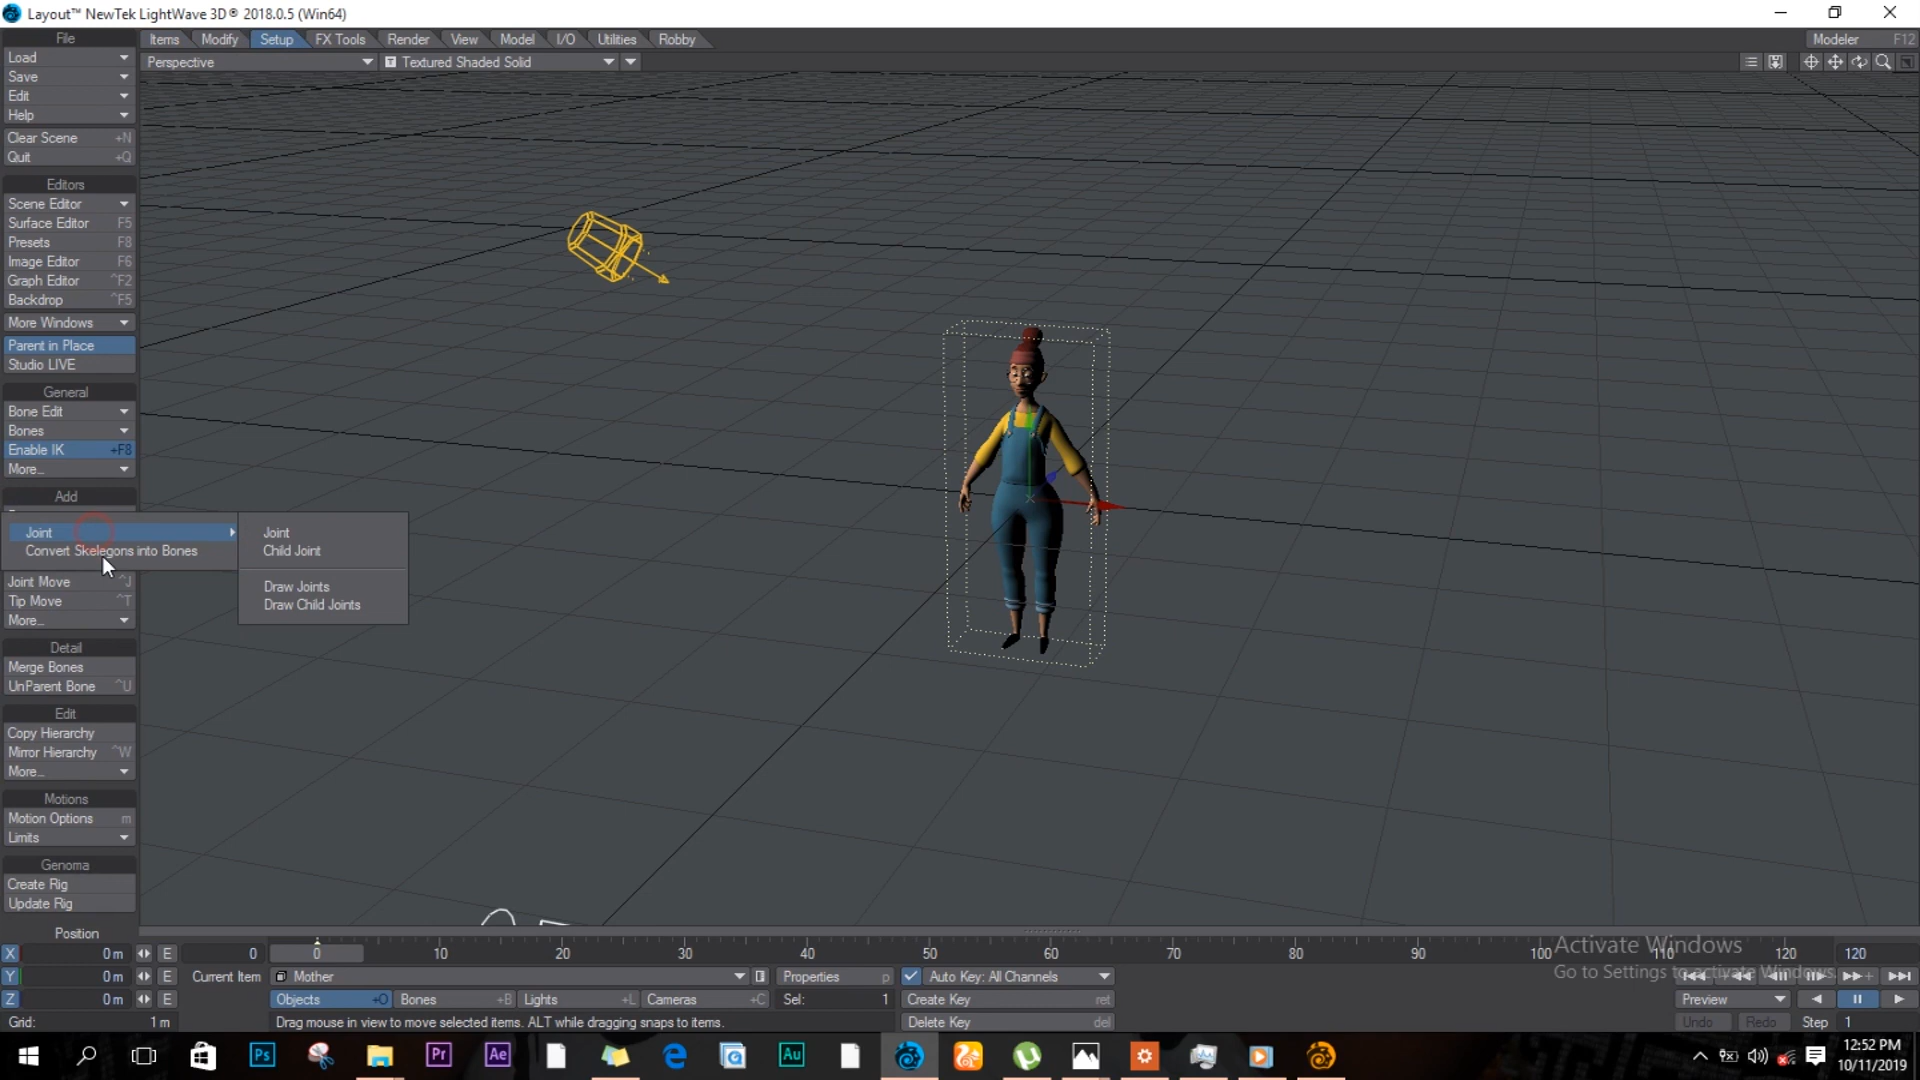 Layout™ NewTek LightWave 3D® 2018.0.5 (Win64)
File
Items Modify Setup FX Tools Render View Model I/O Utilities Robby
Modeler F12
Load
Perspective T Textured Shaded Solid
Save
Edit
Help
Clear Scene +N
Quit +Q
Editors
Scene Editor
Surface Editor F5
Presets F8
Image Editor F6
Graph Editor ^F2
Backdrop ^F5
More Windows
Parent in Place
Studio LIVE
General
Bone Edit
Bones
Enable IK +F8
More...
Add
Joint
Convert Skelegons into Bones
Joint
Child Joint
Draw Joints
Draw Child Joints
Joint Move ^J
Tip Move ^T
More...
Detail
Merge Bones
UnParent Bone ^U
Edit
Copy Hierarchy
Mirror Hierarchy ^W
More...
Motions
Motion Options m
Limits
Genoma
Create Rig
Update Rig
Position
X 0 m E 0 0 10 20 30 40 50 60 70 80 90 100 110 120 120
Y 0 m E Current Item Mother Properties p Auto Key: All Channels
Z 0 m E Objects +O Bones +B Lights +L Cameras +C Sel: 1 Create Key ret Preview
Grid: 1 m Drag mouse in view to move selected items. ALT while dragging snaps to items. Delete Key del Undo Redo Step 1
Activate Windows
Go to Settings to activate Windows.
Ps Pr Ae Au
12:52 PM
10/11/2019